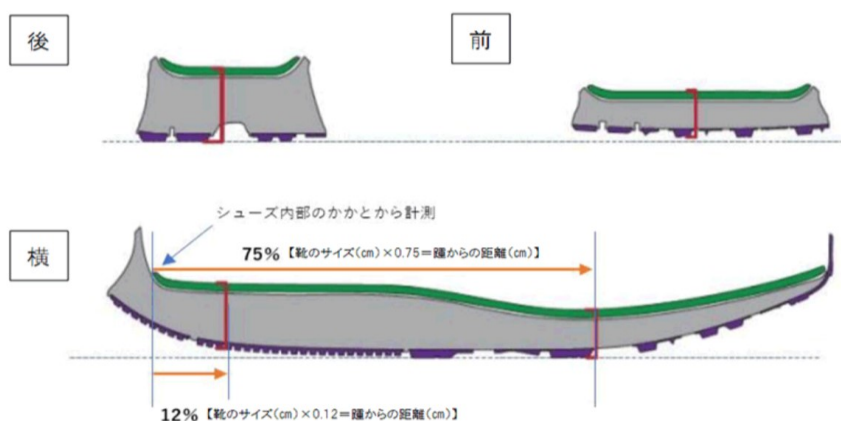 後
前
シューズ内部のかかとから計測
横
75%【靴のサイズ(cm)×0.75=踵からの距離(cm)】
12%【靴のサイズ(cm)×0.12=踵からの距離(cm)】